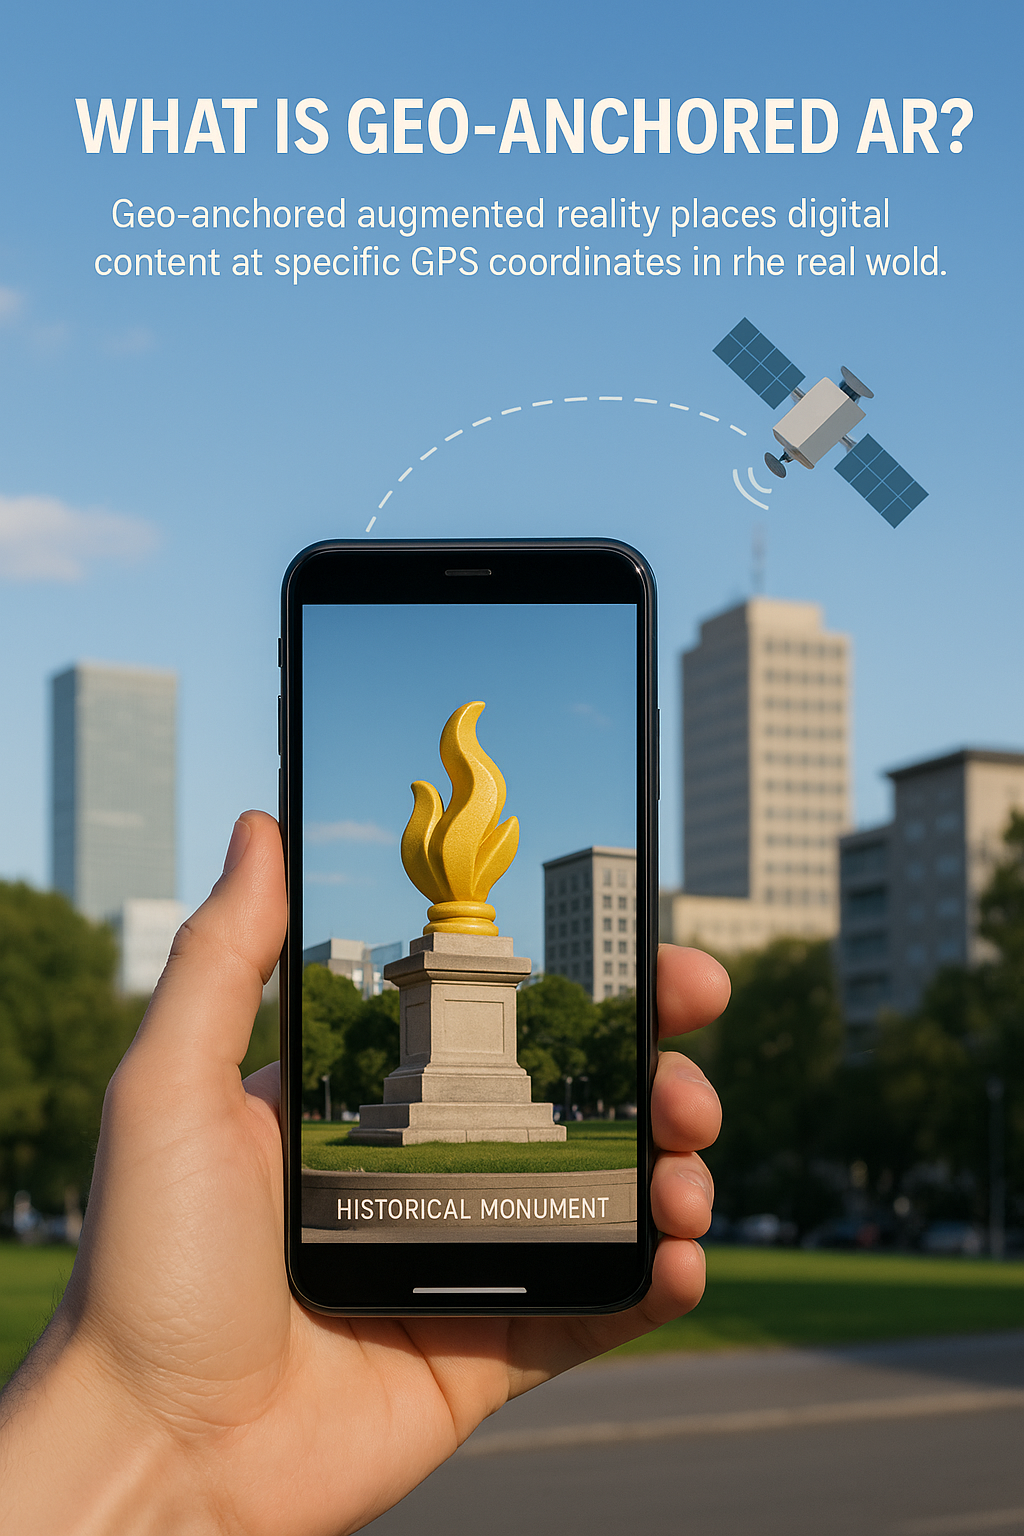 WHAT IS GEO-ANCHORED AR?
Geo-anchored augmented reality places digital
content at specific GPS coordinates in rhe real wold.
HISTORICAL MONUMENT